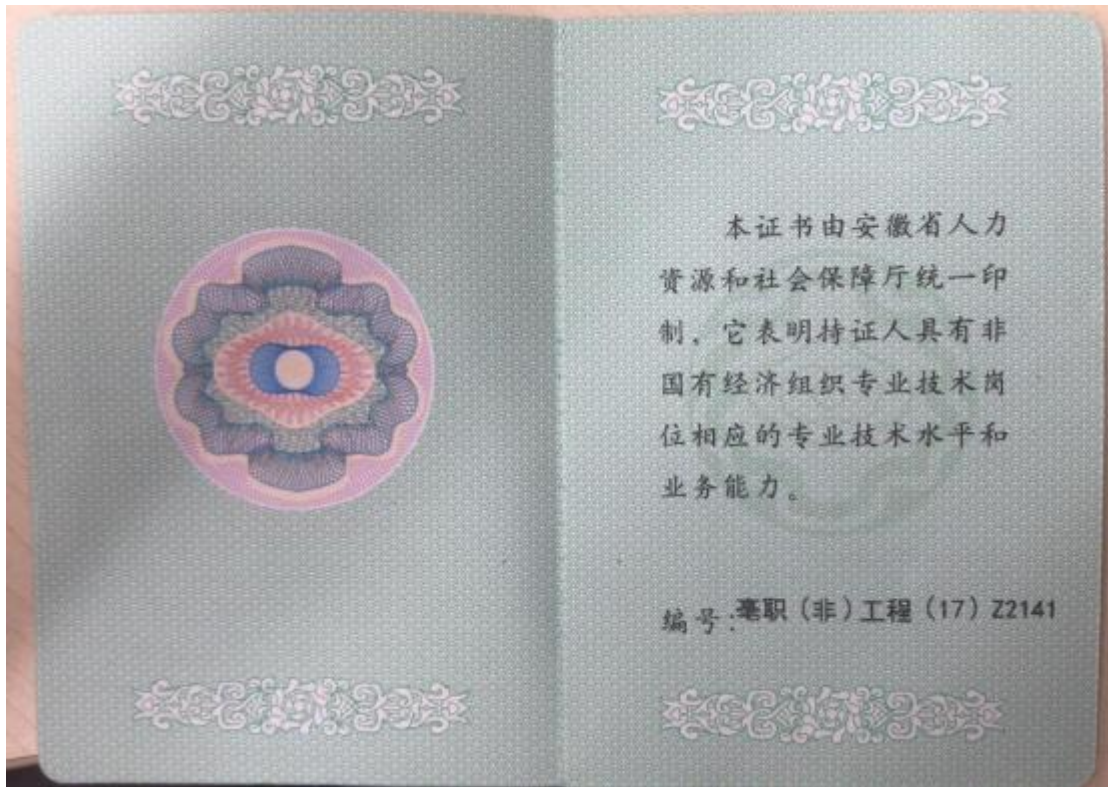 本证书由安徽省人力
资源和社会保障厅统一印
制，它表明持证人具有非
国有经济组织专业技术岗
位相应的专业技术水平和
业务能力。
编号:亳职（非）工程（17）Z2141